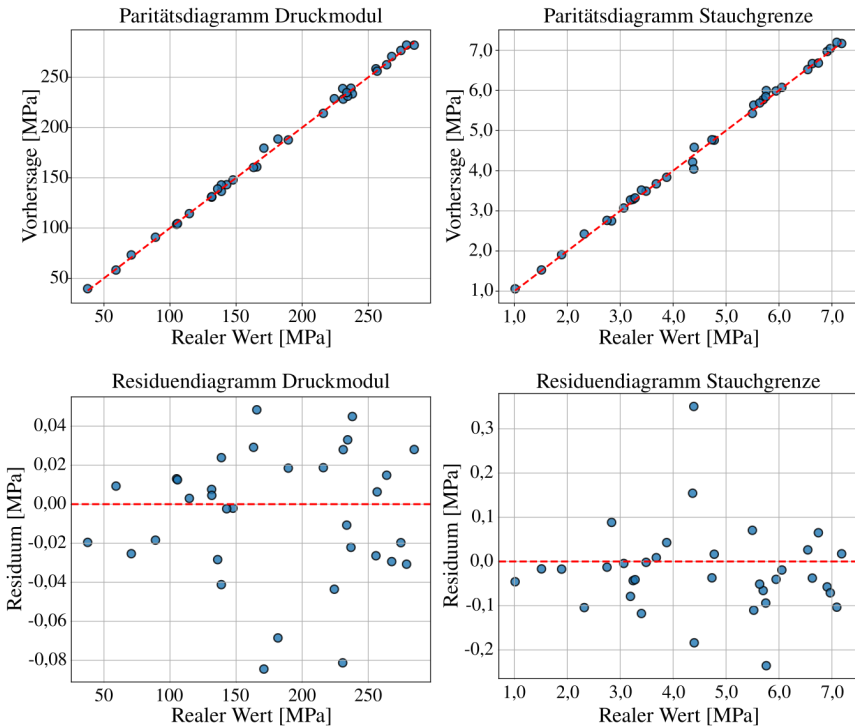 Paritätsdiagramm Druckmodul
Vorhersage [MPa]
250
200
150
100
50
50 100 150 200 250
Realer Wert [MPa]
Paritätsdiagramm Stauchgrenze
Vorhersage [MPa]
7,0
6,0
5,0
4,0
3,0
2,0
1,0
1,0 2,0 3,0 4,0 5,0 6,0 7,0
Realer Wert [MPa]
Residuendiagramm Druckmodul
Residuum [MPa]
0,04
0,02
0,00
-0,02
-0,04
-0,06
-0,08
50 100 150 200 250
Realer Wert [MPa]
Residuendiagramm Stauchgrenze
Residuum [MPa]
0,3
0,2
0,1
0,0
-0,1
-0,2
1,0 2,0 3,0 4,0 5,0 6,0 7,0
Realer Wert [MPa]